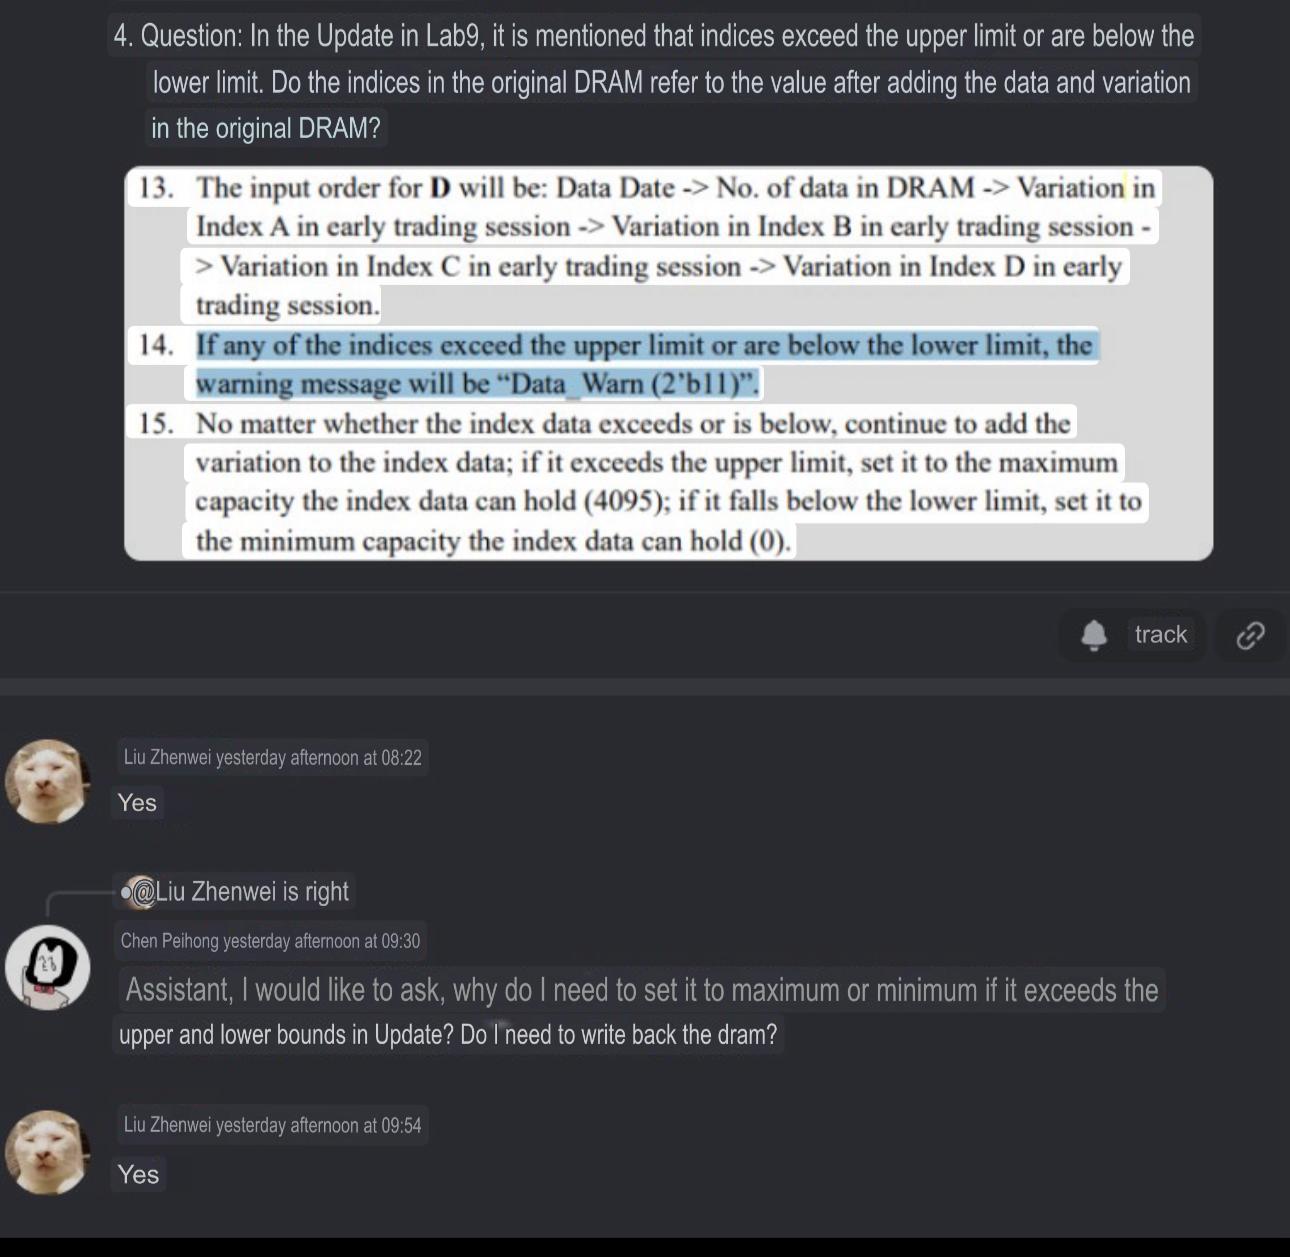 4. Question: In the Update in Lab9, it is mentioned that indices exceed the upper limit or are below the
lower limit. Do the indices in the original DRAM refer to the value after adding the data and variation
in the original DRAM?
13. The input order for D will be: Data Date -> No. of data in DRAM -> Variation in
Index A in early trading session -> Variation in Index B in early trading session -
> Variation in Index C in early trading session -> Variation in Index D in early
trading session.
14. If any of the indices exceed the upper limit or are below the lower limit, the
warning message will be “Data_Warn (2’b11)”.
15. No matter whether the index data exceeds or is below, continue to add the
variation to the index data; if it exceeds the upper limit, set it to the maximum
capacity the index data can hold (4095); if it falls below the lower limit, set it to
the minimum capacity the index data can hold (0).
track
Liu Zhenwei yesterday afternoon at 08:22
Yes
@Liu Zhenwei is right
Chen Peihong yesterday afternoon at 09:30
Assistant, I would like to ask, why do I need to set it to maximum or minimum if it exceeds the
upper and lower bounds in Update? Do I need to write back the dram?
Liu Zhenwei yesterday afternoon at 09:54
Yes